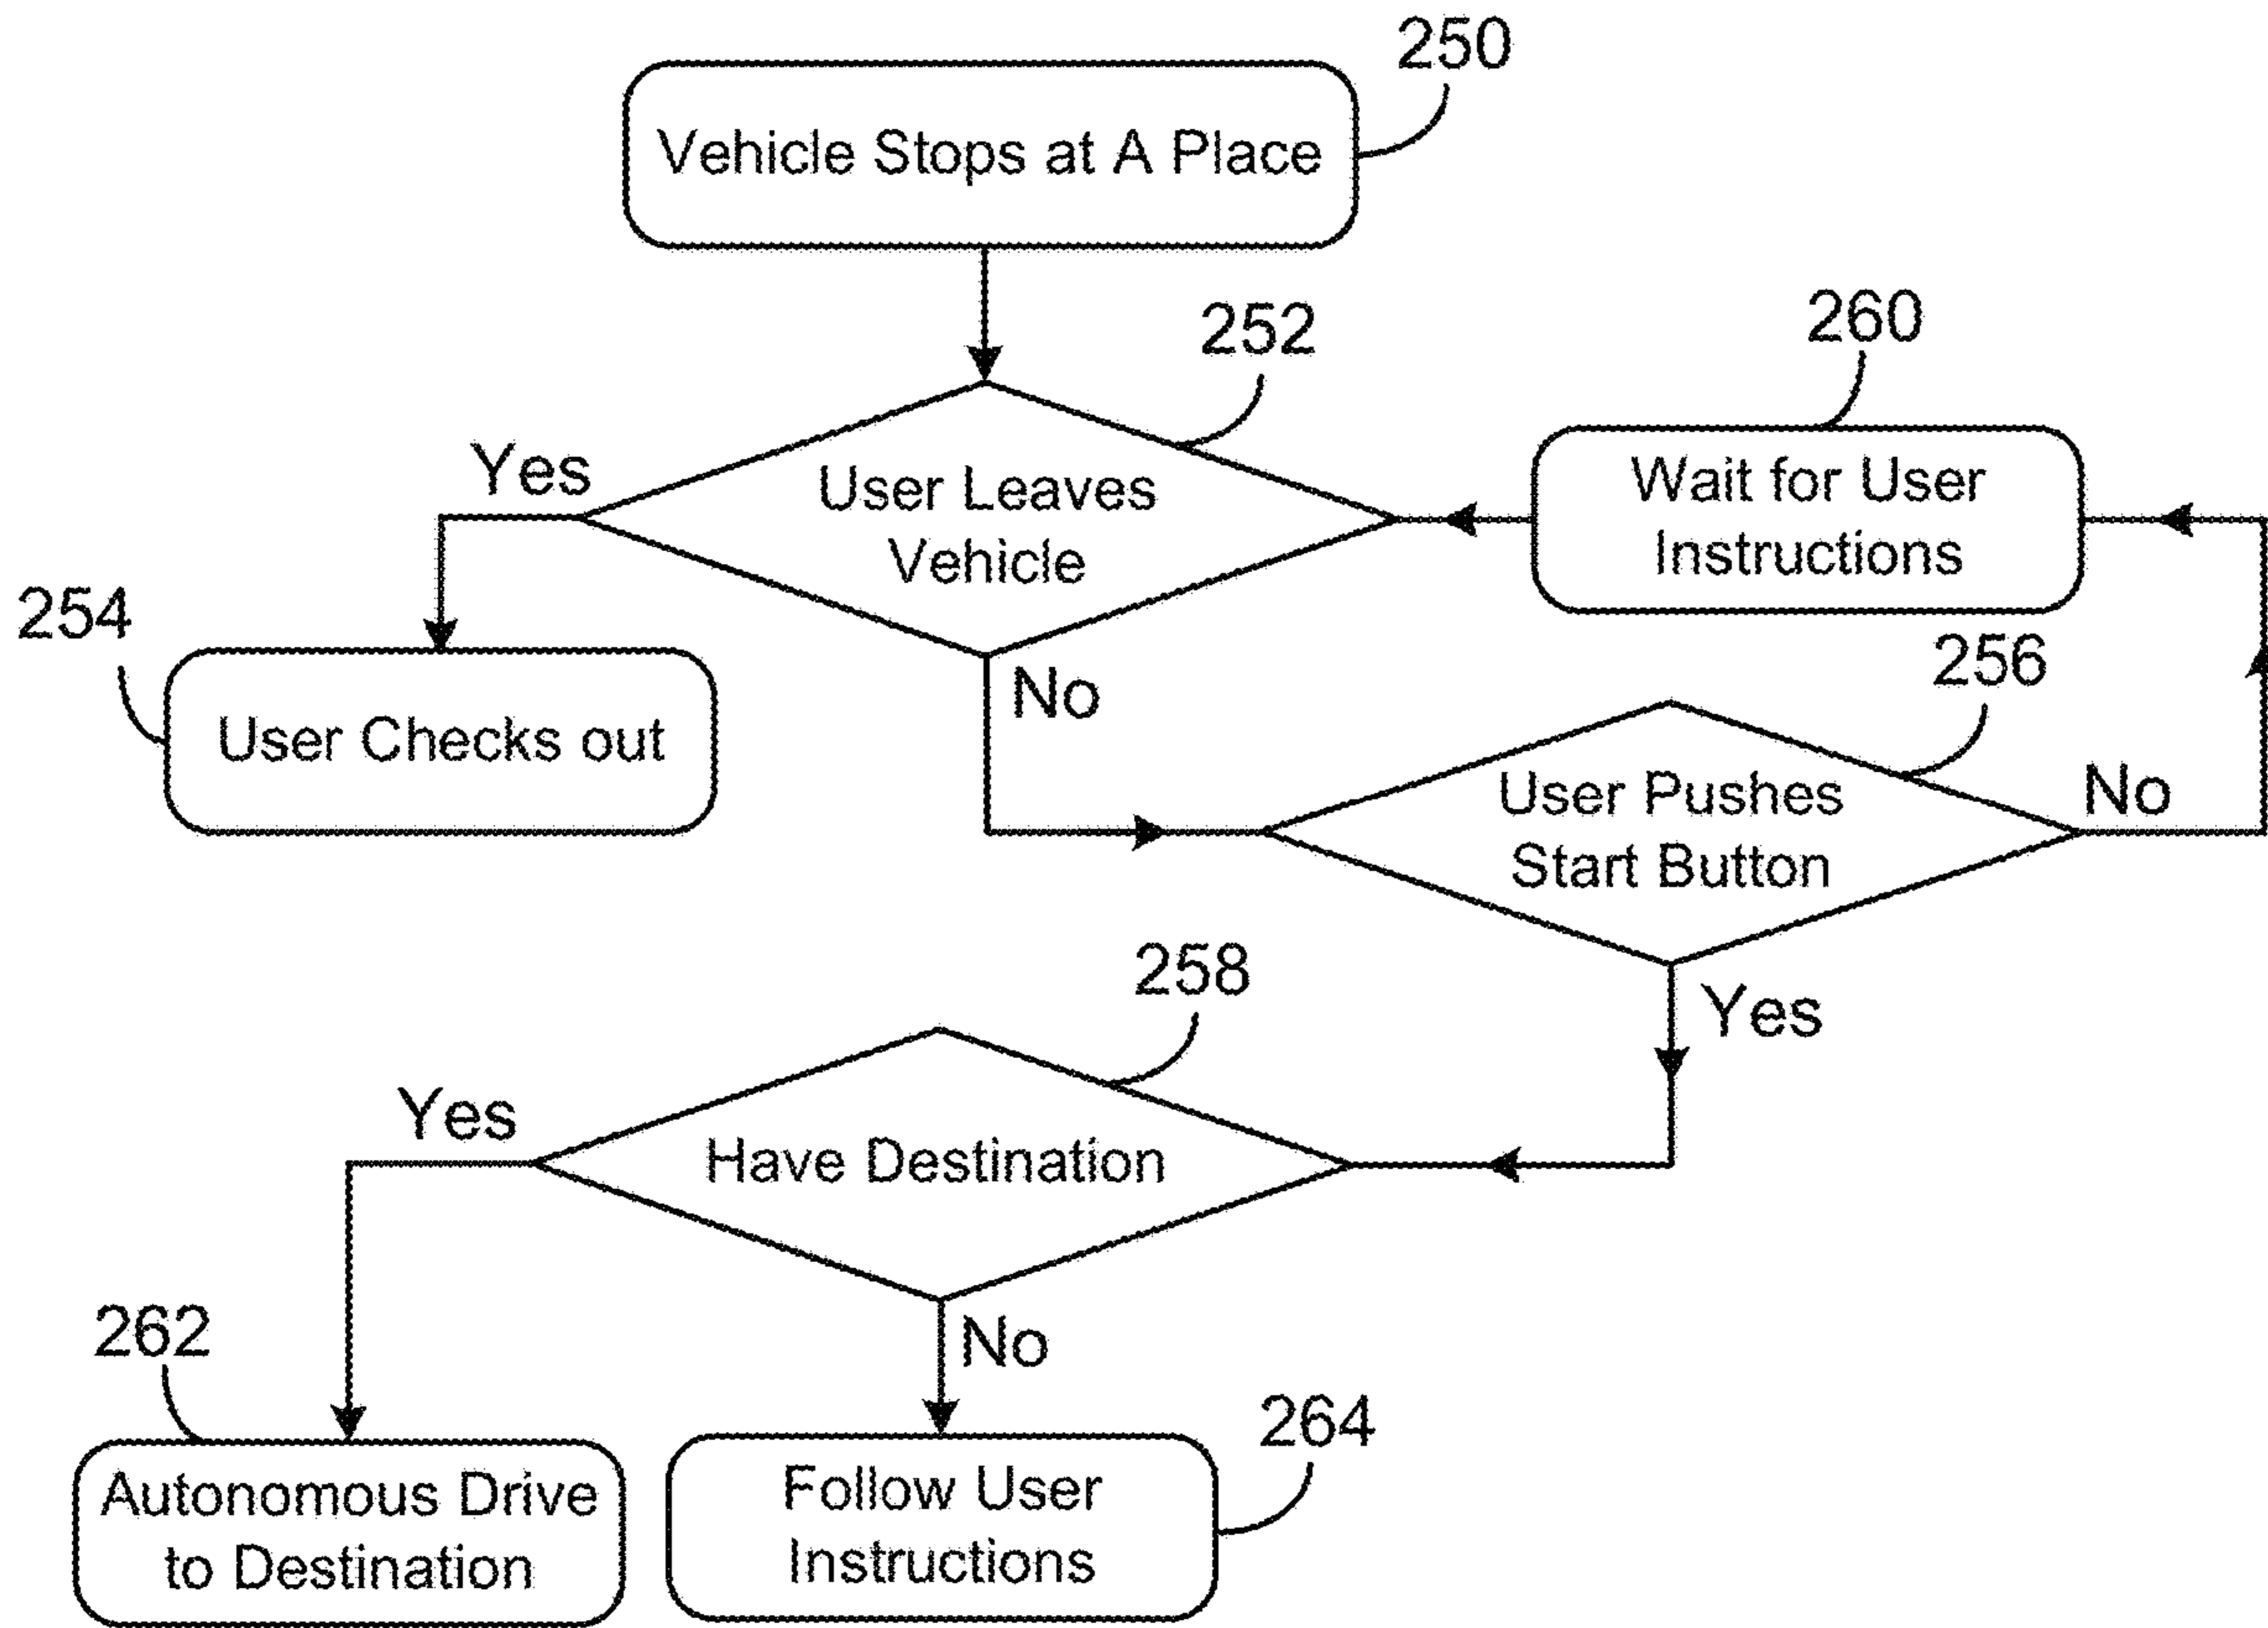 250
Vehicle Stops at A Place
252
260
Yes
User Leaves
Vehicle
Wait for User
Instructions
254
No
256
User Checks out
User Pushes
Start Button
No
258
Yes
Yes
Have Destination
262
No
264
Autonomous Drive
to Destination
Follow User
Instructions